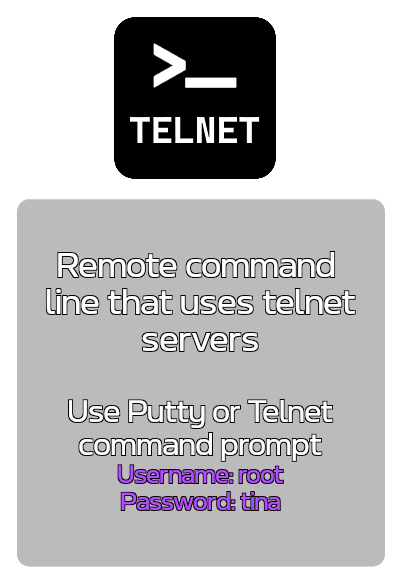 >_
TELNET
Remote command
line that uses telnet
servers
Use Putty or Telnet
command prompt
Username: root
Password: tina